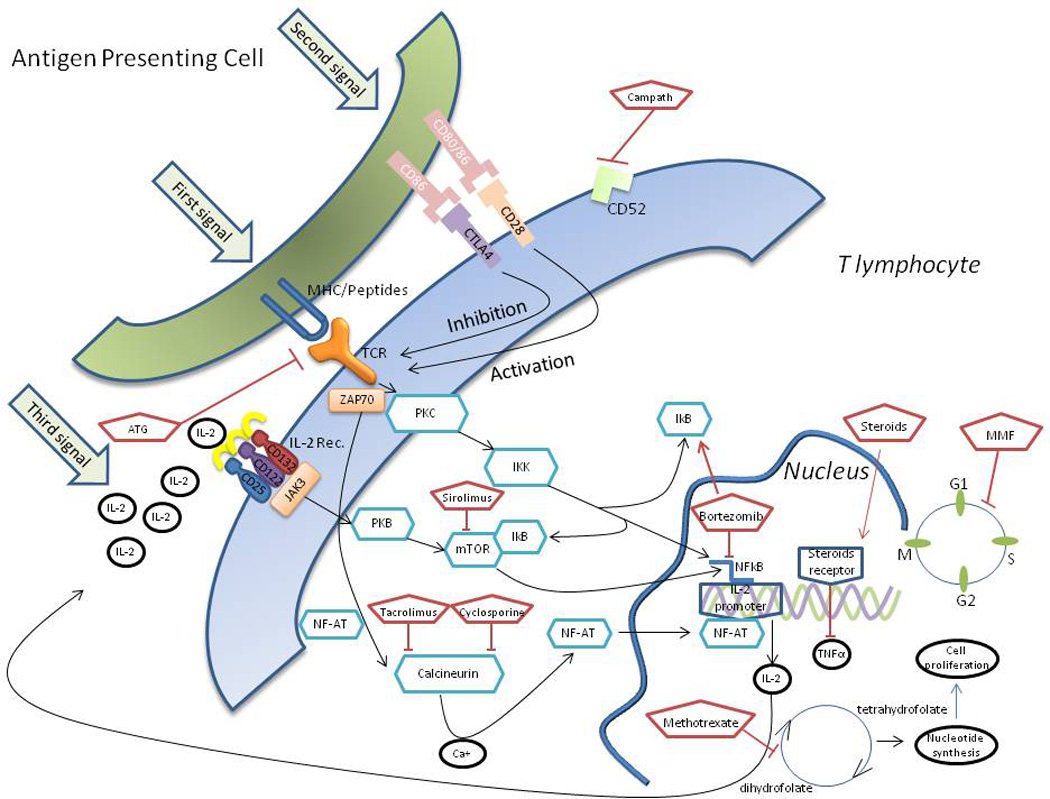 Second signal
Antigen Presenting Cell
Campath
CD80/86
CD86
First signal
CD28
CD52
CTLA4
T lymphocyte
MHC/Peptides
Inhibition
TCR
Activation
Third signal
ZAP70
PKC
IkB
Steroids
MMF
ATG
IL-2
IL-2 Rec.
CD132
CD122
CD25
JAK3
IKK
Nucleus
G1
IL-2
IL-2
IL-2
IL-2
Sirolimus
Bortezomib
PKB
mTOR
IkB
M
S
NFkB
Steroids
receptor
IL-2
promoter
G2
NF-AT
Tacrolimus
Cyclosporine
NF-AT
NF-AT
TNFα
Cell
proliferation
Calcineurin
IL-2
Methotrexate
tetrahydrofolate
Ca+
Nucleotide
synthesis
dihydrofolate